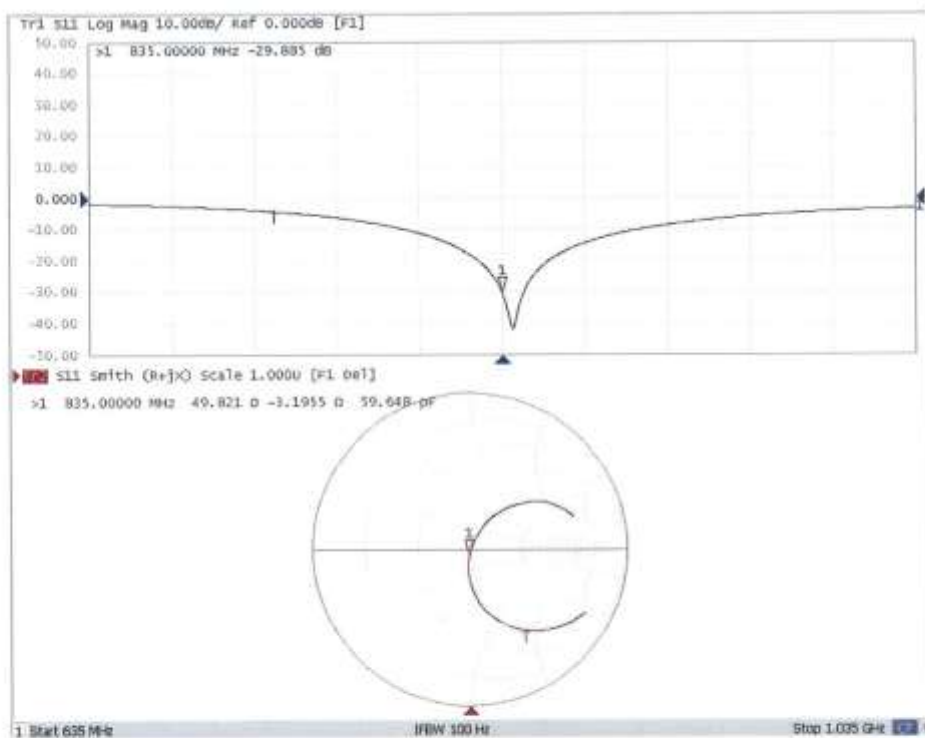 Tr1 S11 Log Mag 10.00dB/ Ref 0.000dB [F1]
50.00
>1 835.00000 MHz -29.885 dB
40.00
30.00
20.00
10.00
0.000
-10.00
-20.00
1
-30.00
-40.00
-50.00
S11 Smith (R+jX) Scale 1.000U [F1 Del]
>1 835.00000 MHz 49.821 Ω -3.1955 Ω 59.648 pF
1
1 Start 635 MHz IFBW 100 Hz Stop 1.035 GHz